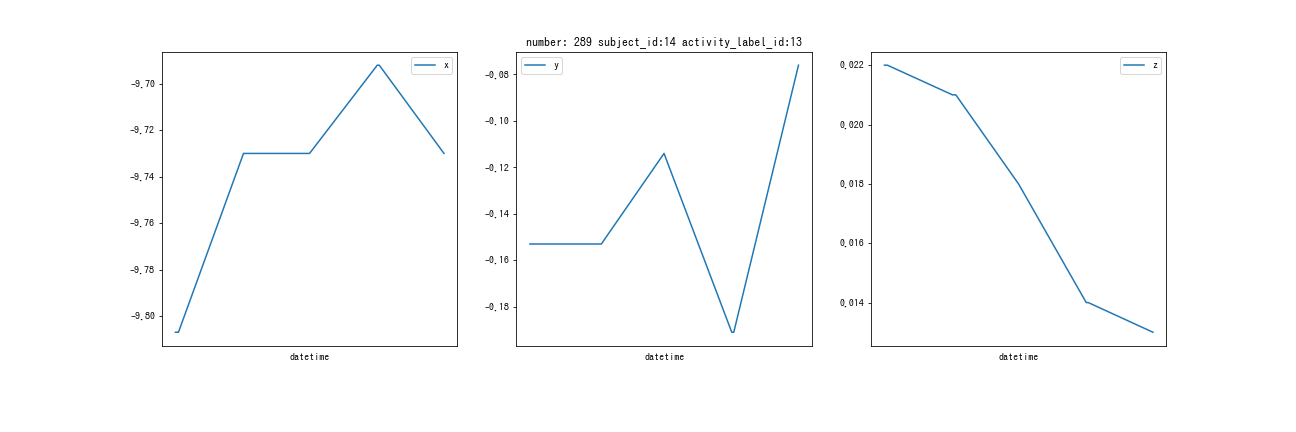 number: 289 subject_id:14 activity_label_id:13
x
-9.70
-9.72
-9.74
-9.76
-9.78
-9.80
datetime
y
-0.08
-0.10
-0.12
-0.14
-0.16
-0.18
datetime
z
0.022
0.020
0.018
0.016
0.014
datetime